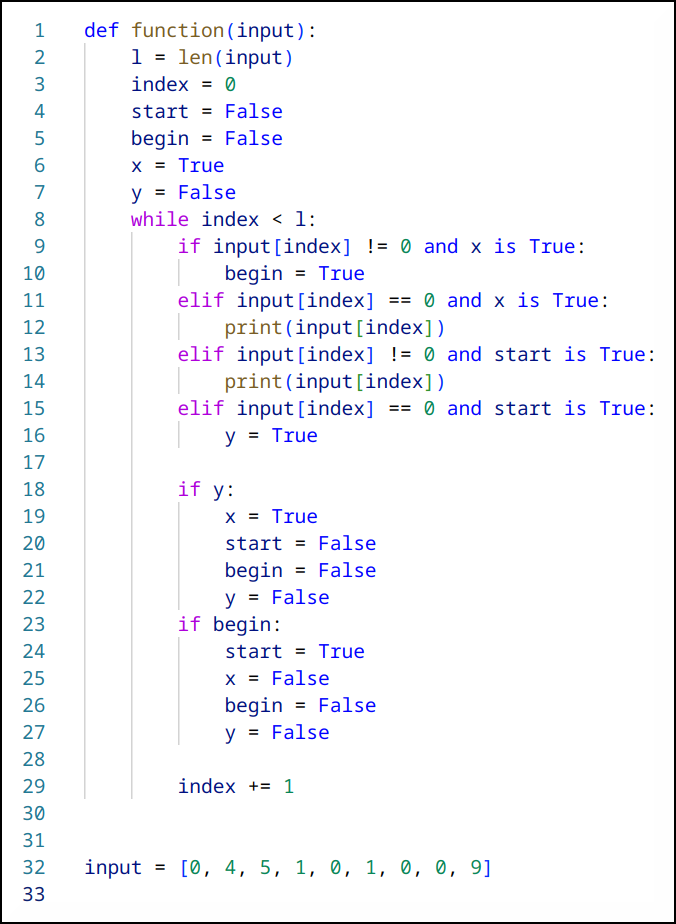 1 def function(input):
2     l = len(input)
3     index = 0
4     start = False
5     begin = False
6     x = True
7     y = False
8     while index < l:
9         if input[index] != 0 and x is True:
10             begin = True
11         elif input[index] == 0 and x is True:
12             print(input[index])
13         elif input[index] != 0 and start is True:
14             print(input[index])
15         elif input[index] == 0 and start is True:
16             y = True
17
18         if y:
19             x = True
20             start = False
21             begin = False
22             y = False
23         if begin:
24             start = True
25             x = False
26             begin = False
27             y = False
28
29         index += 1
30
31
32 input = [0, 4, 5, 1, 0, 1, 0, 0, 9]
33